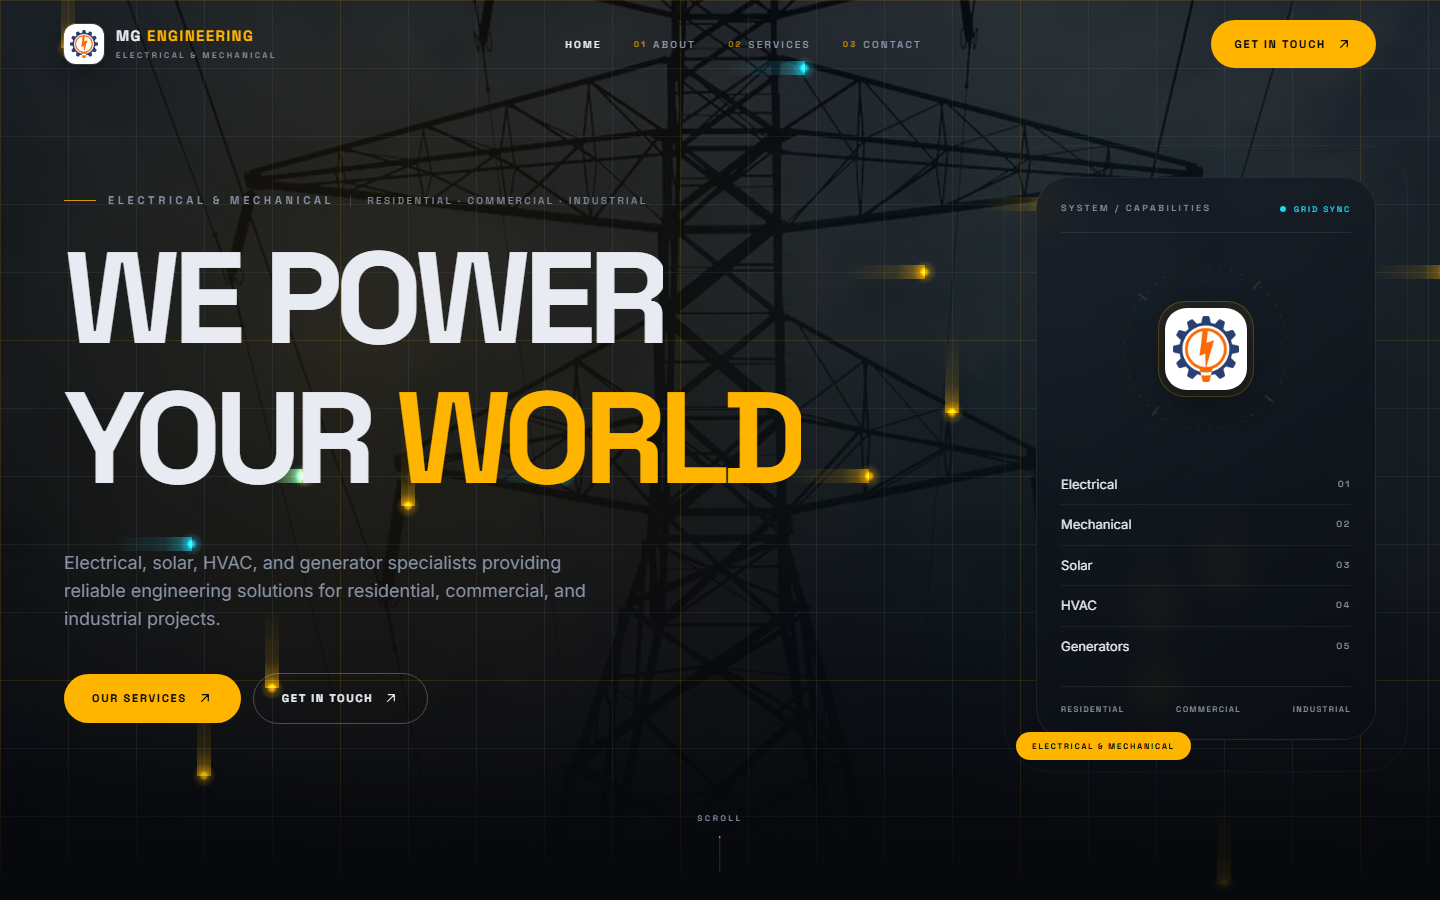 MG ENGINEERING
ELECTRICAL & MECHANICAL
HOME
01 ABOUT
02 SERVICES
03 CONTACT
GET IN TOUCH
ELECTRICAL & MECHANICAL
RESIDENTIAL · COMMERCIAL · INDUSTRIAL
WE POWER
YOUR WORLD
Electrical, solar, HVAC, and generator specialists providing
reliable engineering solutions for residential, commercial, and
industrial projects.
OUR SERVICES
GET IN TOUCH
SYSTEM / CAPABILITIES
GRID SYNC
Electrical 01
Mechanical 02
Solar 03
HVAC 04
Generators 05
RESIDENTIAL
COMMERCIAL
INDUSTRIAL
ELECTRICAL & MECHANICAL
SCROLL